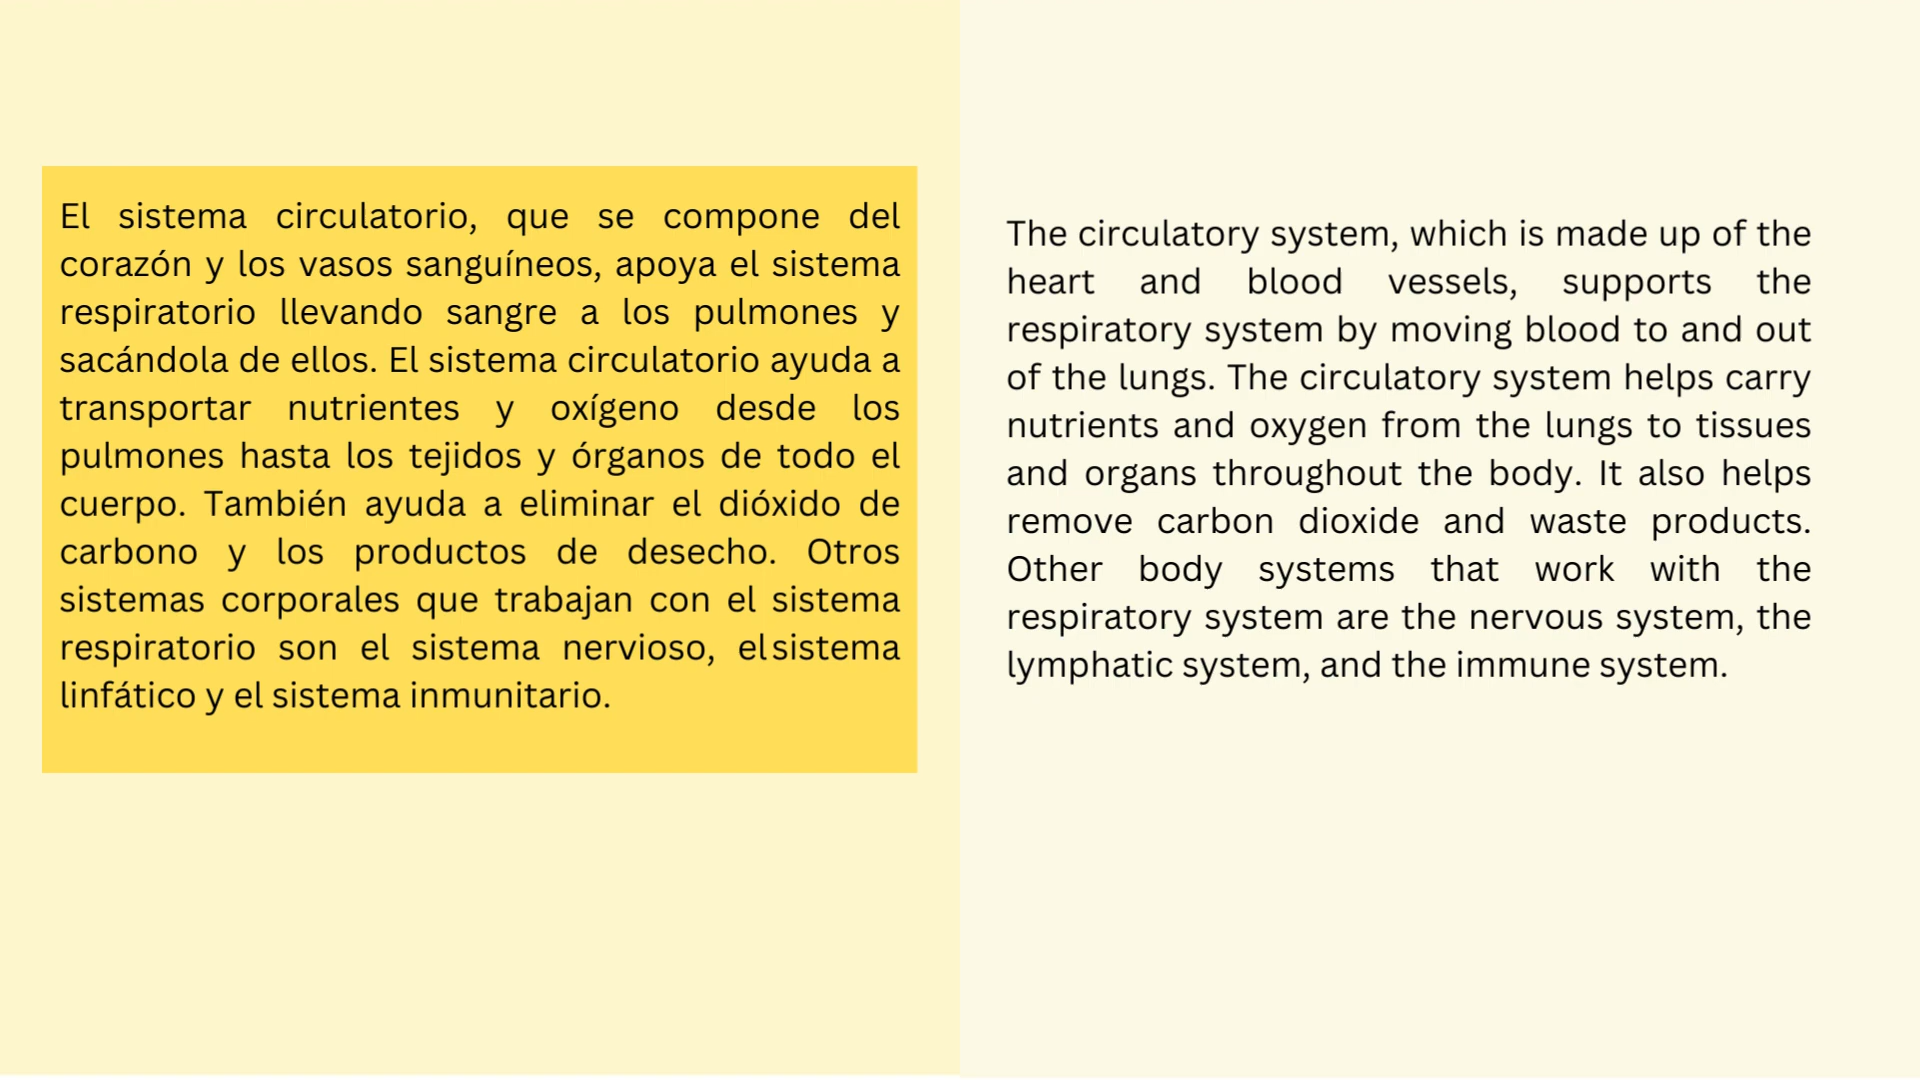 El sistema circulatorio, que se compone del
corazón y los vasos sanguíneos, apoya el sistema
respiratorio llevando sangre a los pulmones y
sacándola de ellos. El sistema circulatorio ayuda a
transportar nutrientes y oxígeno desde los
pulmones hasta los tejidos y órganos de todo el
cuerpo. También ayuda a eliminar el dióxido de
carbono y los productos de desecho. Otros
sistemas corporales que trabajan con el sistema
respiratorio son el sistema nervioso, el sistema
linfático y el sistema inmunitario.
The circulatory system, which is made up of the
heart and blood vessels, supports the
respiratory system by moving blood to and out
of the lungs. The circulatory system helps carry
nutrients and oxygen from the lungs to tissues
and organs throughout the body. It also helps
remove carbon dioxide and waste products.
Other body systems that work with the
respiratory system are the nervous system, the
lymphatic system, and the immune system.